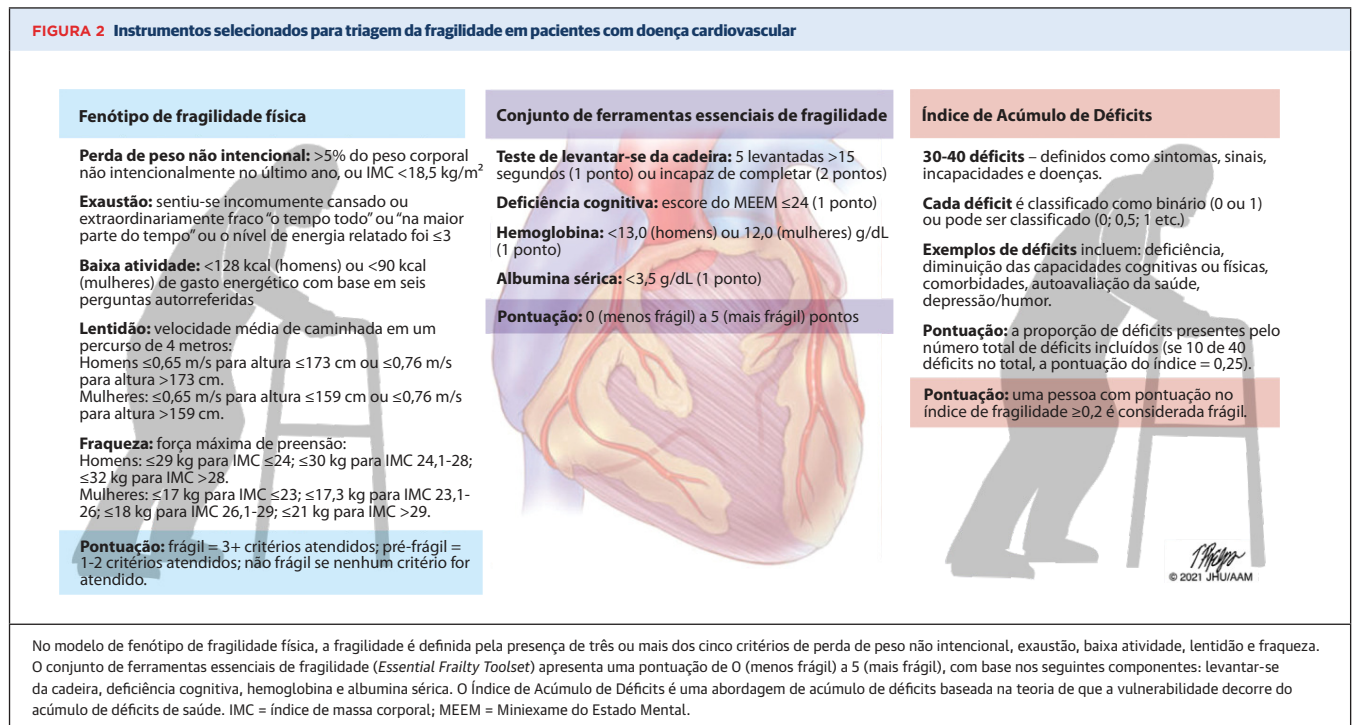 FIGURA 2 Instrumentos selecionados para triagem da fragilidade em pacientes com doença cardiovascular
Fenótipo de fragilidade física
Perda de peso não intencional: >5% do peso corporal
não intencionalmente no último ano, ou IMC <18,5 kg/m²
Exaustão: sentiu-se incomumente cansado ou
extraordinariamente fraco “o tempo todo” ou “na maior
parte do tempo” ou o nível de energia relatado foi ≤3
Baixa atividade: <128 kcal (homens) ou <90 kcal
(mulheres) de gasto energético com base em seis
perguntas autorreferidas
Lentidão: velocidade média de caminhada em um
percurso de 4 metros:
Homens ≤0,65 m/s para altura ≤173 cm ou ≤0,76 m/s
para altura >173 cm.
Mulheres: ≤0,65 m/s para altura ≤159 cm ou ≤0,76 m/s
para altura >159 cm.
Fraqueza: força máxima de preensão:
Homens: ≤29 kg para IMC ≤24; ≤30 kg para IMC 24,1-28;
≤32 kg para IMC >28.
Mulheres: ≤17 kg para IMC ≤23; ≤17,3 kg para IMC 23,1-
26; ≤18 kg para IMC 26,1-29; ≤21 kg para IMC >29.
Pontuação: frágil = 3+ critérios atendidos; pré-frágil =
1-2 critérios atendidos; não frágil se nenhum critério for
atendido.
Conjunto de ferramentas essenciais de fragilidade
Teste de levantar-se da cadeira: 5 levantadas >15
segundos (1 ponto) ou incapaz de completar (2 pontos)
Deficiência cognitiva: escore do MEEM ≤24 (1 ponto)
Hemoglobina: <13,0 (homens) ou 12,0 (mulheres) g/dL
(1 ponto)
Albumina sérica: <3,5 g/dL (1 ponto)
Pontuação: 0 (menos frágil) a 5 (mais frágil) pontos
Índice de Acúmulo de Déficits
30-40 déficits – definidos como sintomas, sinais,
incapacidades e doenças.
Cada déficit é classificado como binário (0 ou 1)
ou pode ser classificado (0; 0,5; 1 etc.)
Exemplos de déficits incluem: deficiência,
diminuição das capacidades cognitivas ou físicas,
comorbidades, autoavaliação da saúde,
depressão/humor.
Pontuação: a proporção de déficits presentes pelo
número total de déficits incluídos (se 10 de 40
déficits no total, a pontuação do índice = 0,25).
Pontuação: uma pessoa com pontuação no
índice de fragilidade ≥0,2 é considerada frágil.
© 2021 JHU/AAM
No modelo de fenótipo de fragilidade física, a fragilidade é definida pela presença de três ou mais dos cinco critérios de perda de peso não intencional, exaustão, baixa atividade, lentidão e fraqueza.
O conjunto de ferramentas essenciais de fragilidade (Essential Frailty Toolset) apresenta uma pontuação de 0 (menos frágil) a 5 (mais frágil), com base nos seguintes componentes: levantar-se
da cadeira, deficiência cognitiva, hemoglobina e albumina sérica. O Índice de Acúmulo de Déficits é uma abordagem de acúmulo de déficits baseada na teoria de que a vulnerabilidade decorre do
acúmulo de déficits de saúde. IMC = índice de massa corporal; MEEM = Miniexame do Estado Mental.